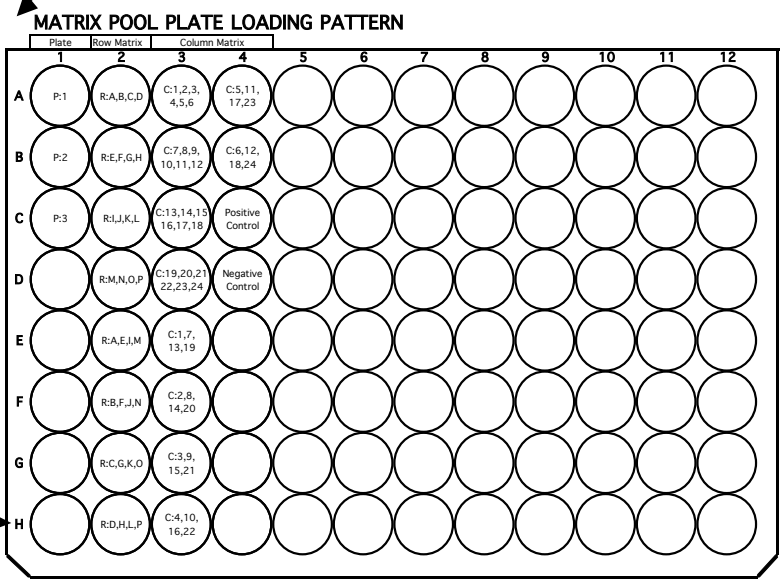 MATRIX POOL PLATE LOADING PATTERN
Plate Row Matrix Column Matrix
1 2 3 4 5 6 7 8 9 10 11 12
A
P:1
R:A,B,C,D
C:1,2,3,
4,5,6
C:5,11,
17,23
B
P:2
R:E,F,G,H
C:7,8,9,
10,11,12
C:6,12,
18,24
C
P:3
R:I,J,K,L
C:13,14,15
16,17,18
Positive
Control
D
R:M,N,O,P
C:19,20,21
22,23,24
Negative
Control
E
R:A,E,I,M
C:1,7,
13,19
F
R:B,F,J,N
C:2,8,
14,20
G
R:C,G,K,O
C:3,9,
15,21
H
R:D,H,L,P
C:4,10,
16,22